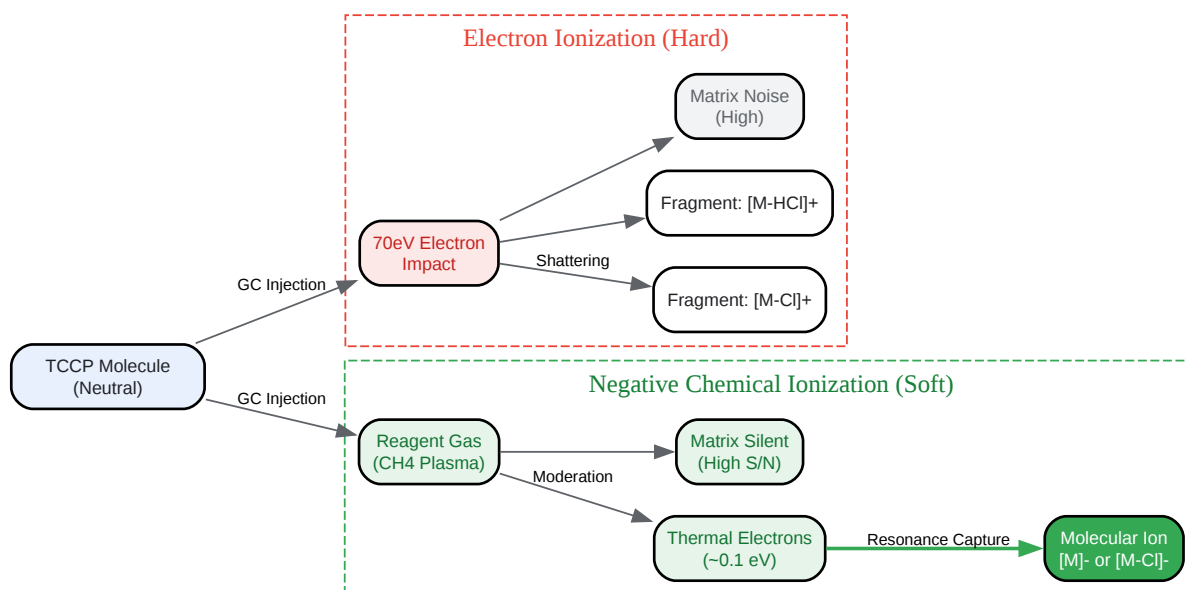 Electron Ionization (Hard)
Matrix Noise
(High)
Fragment: [M-HCl]+
70eV Electron
Impact
Shattering
Fragment: [M-Cl]+
GC Injection
TCCP Molecule
(Neutral)
GC Injection
Negative Chemical Ionization (Soft)
Reagent Gas
(CH4 Plasma)
Matrix Silent
(High S/N)
Moderation
Thermal Electrons
(~0.1 eV)
Resonance Capture
Molecular Ion
[M]- or [M-Cl]-